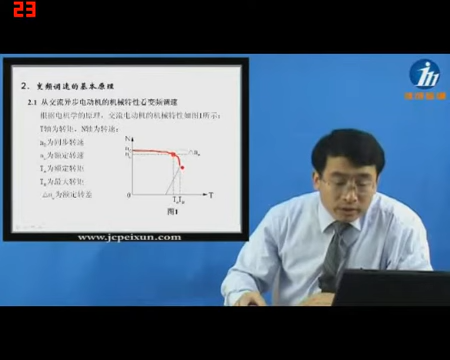 23
2. 变频调速的基本原理
2.1 从交流异步电动机的机械特性看变频调速
根据电机学的原理，交流电动机的机械特性如图1所示：
T轴为转矩，N轴为转速；
n₀为同步转速
nₑ为额定转速
Tₑ为额定转矩
为最大转矩
为额定转差
N
n₀
0
T
图1
www.jcpeixun.com